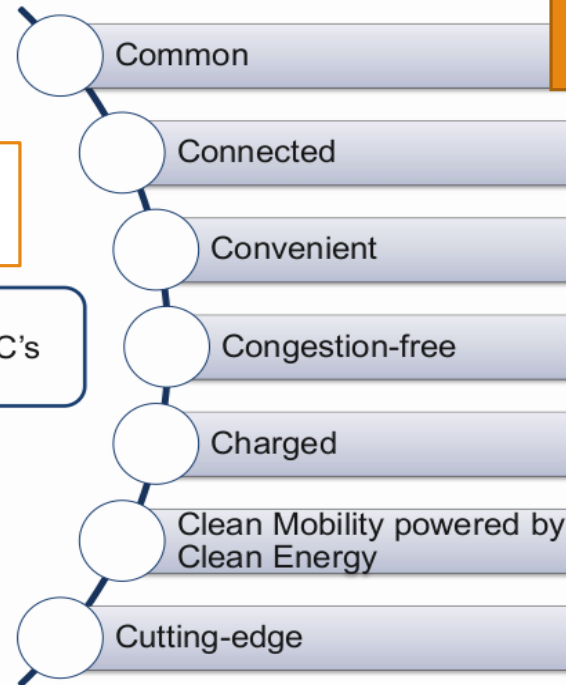 Common
Connected
Convenient
C's
Congestion-free
Charged
Clean Mobility powered by
Clean Energy
Cutting-edge